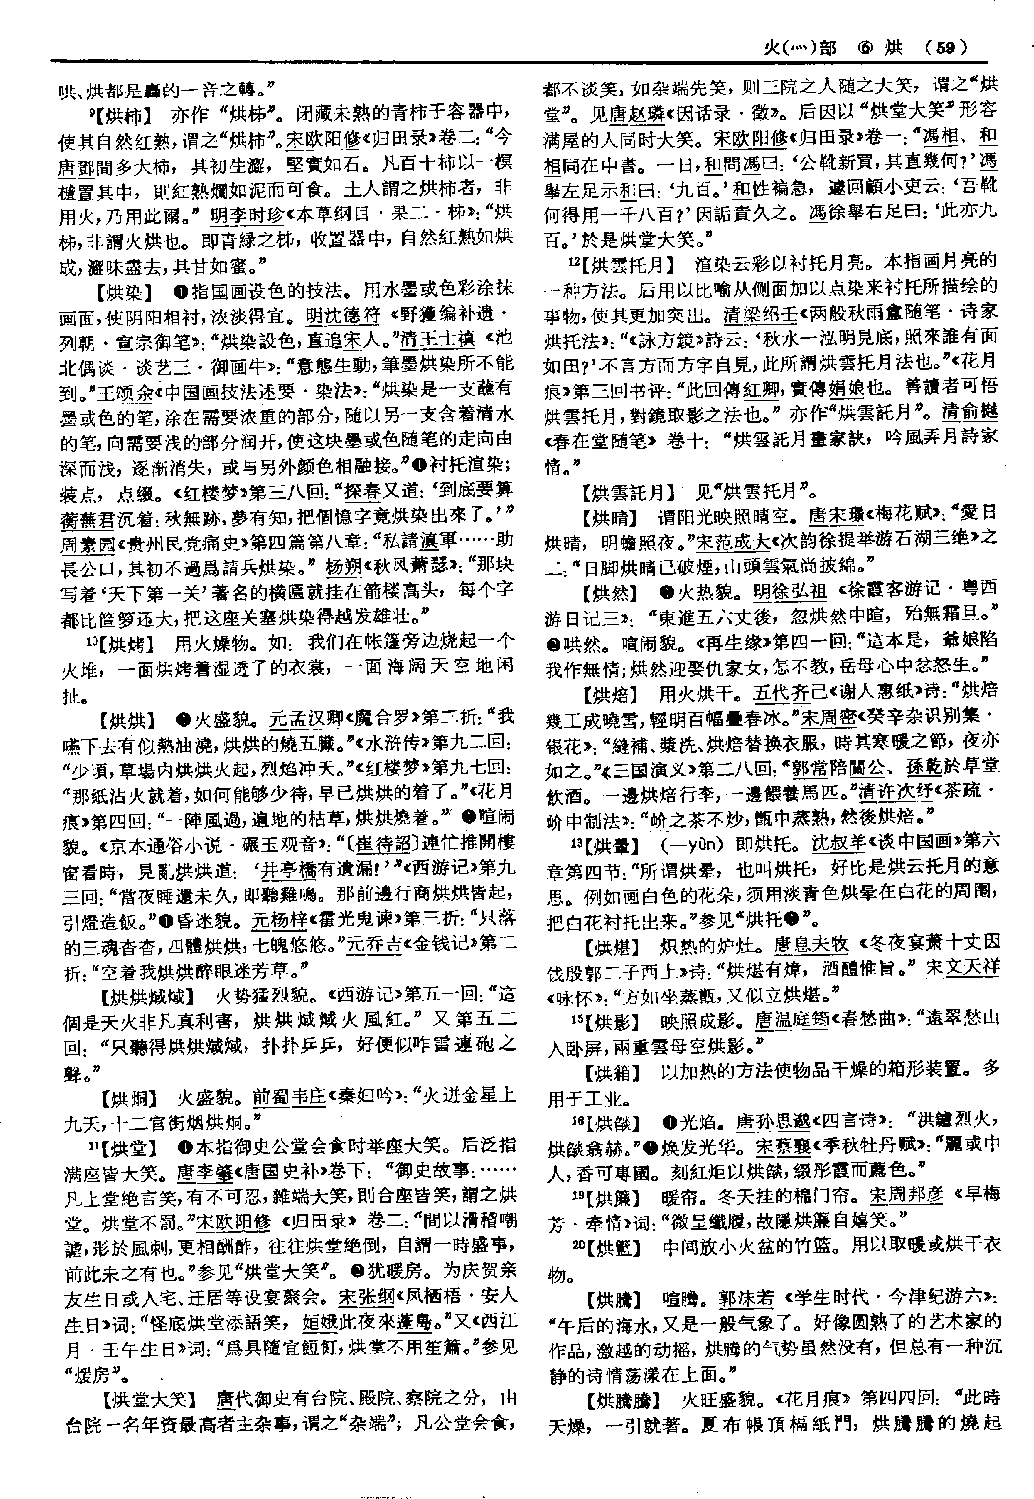 火(灬)部 ⑥ 烘 (59)
哄、烘都是轟的一音之轉。”
⁹【烘柿】 亦作“烘柹”。闭藏未熟的青柿于容器中，
使其自然红熟，谓之“烘柿”。宋欧阳修《归田录》卷二：“今
唐鄧間多大柿，其初生澀，堅實如石。凡百十柿以一榠
樝置其中，則紅熟爛如泥而可食。土人謂之烘柿者，非
用火，乃用此爾。”明李时珍《本草纲目·果二·柿》：“烘
柿，非謂火烘也。即青緑之柿，收置器中，自然紅熟如烘
成，澀味盡去，其甘如蜜。”
【烘染】 ❶指国画设色的技法。用水墨或色彩涂抹
画面，使阴阳相衬，浓淡得宜。明沈德符《野獲编补遗·
列朝·宣宗御笔》：“烘染設色，直追宋人。”清王士禛《池
北偶谈·谈艺三·御画牛》：“意態生動，筆墨烘染所不能
到。”王颂余《中国画技法述要·染法》：“烘染是一支蘸有
墨或色的笔，涂在需要浓重的部分，随以另一支含着清水
的笔，向需要浅的部分润开，使这块墨或色随笔的走向由
深而浅，逐渐消失，或与另外颜色相融接。”❷衬托渲染；
装点，点缀。《红楼梦》第三八回：“探春又道：‘到底要算
蘅蕪君沉着：秋無跡，夢有知，把個憶字竟烘染出來了。’”
周素园《贵州民党痛史》第四篇第八章：“私請滇軍……助
長公口，其初不過爲請兵烘染。”杨朔《秋风萧瑟》：“那块
写着‘天下第一关’著名的横匾就挂在箭楼高头，每个字
都比笸箩还大，把这座关塞烘染得越发雄壮。”
¹⁰【烘烤】 用火燥物。如：我们在帐篷旁边烧起一个
火堆，一面烘烤着湿透了的衣裳，一面海阔天空地闲
扯。
【烘烘】 ❶火盛貌。元孟汉卿《魔合罗》第二折：“我
嚥下去有似熱油澆，烘烘的燒五臟。”《水浒传》第九二回：
“少頃，草場内烘烘火起，烈焰冲天。”《红楼梦》第九七回：
“那纸沾火就着，如何能够少待，早已烘烘的着了。”《花月
痕》第四回：“一陣風過，遍地的枯草，烘烘燒着。”❷喧闹
貌。《京本通俗小说·碾玉观音》：“〔崔待詔〕連忙推開樓
窗看時，見亂烘烘道：‘井亭橋有遺漏！’”《西游记》第九
三回：“當夜睡還未久，即聽雞鳴。那前邊行商烘烘皆起，
引燈造飯。”❸昏迷貌。元杨梓《霍光鬼谏》第三折：“只落
的三魂杳杳，四體烘烘，七魄悠悠。”元乔吉《金钱记》第二
折：“空着我烘烘醉眼迷芳草。”
【烘烘㷒㷒】 火势猛烈貌。《西游记》第五一回：“這
個是天火非凡真利害，烘烘㷒㷒火風紅。”又第五二
回：“只聽得烘烘㷒㷒，扑扑乒乓，好便似咋雷連砲之
聲。”
【烘烔】 火盛貌。前蜀韦庄《秦妇吟》：“火迸金星上
九天，十二官街烟烘烔。”
¹¹【烘堂】 ❶本指御史公堂会食时举座大笑。后泛指
满座皆大笑。唐李肇《唐国史补》卷下：“御史故事：……
凡上堂绝言笑，有不可忍，雜端大笑，則合座皆笑，謂之烘
堂。烘堂不罰。”宋欧阳修《归田录》卷二：“間以滑稽嘲
謔，形於風刺，更相酬酢，往往烘堂绝倒，自謂一時盛事，
前此未之有也。”参见“烘堂大笑”。❷犹暖房。为庆贺亲
友生日或入宅、迁居等设宴聚会。宋张纲《凤栖梧·安人
生日》词：“怪底烘堂添語笑，姮娥此夜來蓬島。”又《西江
月·壬午生日》词：“爲具隨宜飣飣，烘堂不用笙簫。”参见
“煖房”。
【烘堂大笑】 唐代御史有台院、殿院、察院之分，由
台院一名年资最高者主杂事，谓之“杂端”；凡公堂会食，
都不谈笑，如杂端先笑，则三院之人随之大笑，谓之“烘
堂”。见唐赵璘《因话录·徵》。后因以“烘堂大笑”形容
满屋的人同时大笑。宋欧阳修《归田录》卷一：“馮相、和
相同在中書。一日，和問馮曰：‘公靴新買，其直幾何？’馮
舉左足示和曰：‘九百。’和性褊急，遽回顧小吏云：‘吾靴
何得用一千八百？’因詬責久之。馮徐舉右足曰：‘此亦九
百。’於是烘堂大笑。”
¹²【烘雲托月】 渲染云彩以衬托月亮。本指画月亮的
一种方法。后用以比喻从侧面加以点染来衬托所描绘的
事物，使其更加突出。清梁绍壬《两般秋雨盦随笔·诗家
烘托法》：“《詠方鏡》詩云：‘秋水一泓明見底，照來誰有面
如田？’不言方而方字自見，此所謂烘雲托月法也。”《花月
痕》第三回书评：“此回傳红卿，實傳娟娘也。善讀者可悟
烘雲托月，對鏡取影之法也。”亦作“烘雲託月”。清俞樾
《春在堂随笔》卷十：“烘雲託月畫家訣，吟風弄月詩家
情。”
【烘雲託月】 见“烘雲托月”。
【烘晴】 谓阳光映照晴空。唐宋璟《梅花赋》：“愛日
烘晴，明蟾照夜。”宋范成大《次韵徐提举游石湖三绝》之
二：“日脚烘晴已破煙，山頭雲氣尚披綿。”
【烘然】 ❶火热貌。明徐弘祖《徐霞客游记·粤西
游日记三》：“東進五六丈後，忽烘然中暄，殆無霜旦。”
❷哄然。喧闹貌。《再生缘》第四一回：“這本是，爺娘陷
我作無情；烘然迎娶仇家女，怎不教，岳母心中忿怒生。”
【烘焙】 用火烘干。五代齐己《谢人惠纸》诗：“烘焙
幾工成曉雪，輕明百幅疊春冰。”宋周密《癸辛杂识别集·
银花》：“縫補、漿洗、烘焙替换衣服，時其寒暖之節，夜亦
如之。”《三国演义》第二八回：“郭常陪關公、孫乾於草堂
飲酒。一邊烘焙行李，一邊餵養馬匹。”清许次纾《茶疏·
岕中制法》：“岕之茶不炒，甑中蒸熟，然後烘焙。”
¹³【烘暈】 （—yùn）即烘托。沈叔羊《谈中国画》第六
章第四节：“所谓烘晕，也叫烘托，好比是烘云托月的意
思。例如画白色的花朵，须用淡青色烘晕在白花的周围，
把白花衬托出来。”参见“烘托❶”。
【烘煁】 炽热的炉灶。唐息夫牧《冬夜宴萧十丈因
饯殷郭二子西上》诗：“烘煁有煒，酒醴惟旨。”宋文天祥
《咏怀》：“方如坐蒸甑，又似立烘煁。”
¹⁵【烘影】 映照成影。唐温庭筠《春愁曲》：“遠翠愁山
入卧屏，兩重雲母空烘影。”
【烘箱】 以加热的方法使物品干燥的箱形装置。多
用于工业。
¹⁶【烘燄】 ❶光焰。唐孙思邈《四言诗》：“洪鑪烈火，
烘燄翕赫。”❷焕发光华。宋蔡襄《季秋牡丹赋》：“麗或中
人，香可專國。刻紅炬以烘燄，缀彤霞而薦色。”
¹⁹【烘簾】 暖帘。冬天挂的棉门帘。宋周邦彦《早梅
芳·牵情》词：“微呈纖履，故隱烘簾自嬉笑。”
²⁰【烘籃】 中间放小火盆的竹篮。用以取暖或烘干衣
物。
【烘騰】 喧腾。郭沫若《学生时代·今津纪游六》：
“午后的海水，又是一般气象了。好像圆熟了的艺术家的
作品，激越的动摇，烘腾的气势虽然没有，但总有一种沉
静的诗情荡漾在上面。”
【烘騰騰】 火旺盛貌。《花月痕》第四四回：“此時
天燥，一引就著。夏布帳頂槅紙門，烘騰騰的燒起